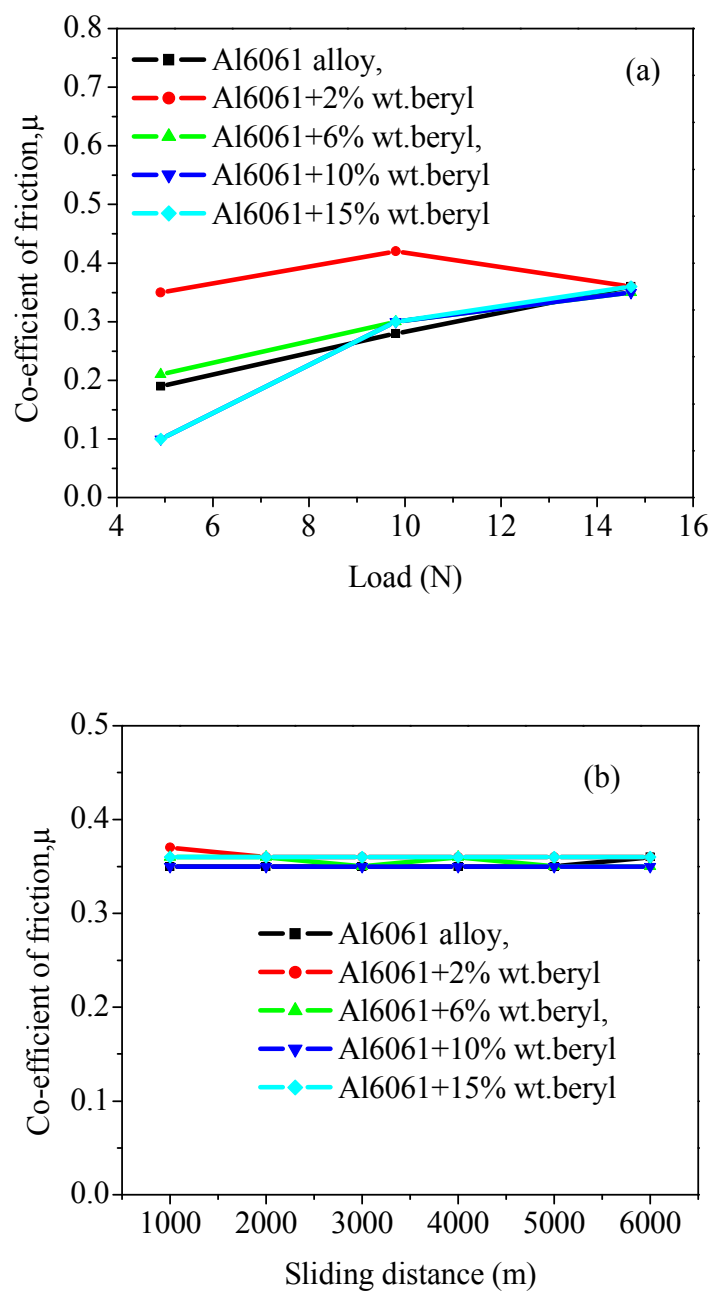 0.8
0.7
0.6
0.5
0.4
0.3
0.2
0.1
0.0
Co-efficient of friction,μ
Al6061 alloy,
Al6061+2% wt.beryl
Al6061+6% wt.beryl,
Al6061+10% wt.beryl
Al6061+15% wt.beryl
(a)
4 6 8 10 12 14 16
Load (N)
0.5
0.4
0.3
0.2
0.1
0.0
Co-efficient of friction,μ
(b)
Al6061 alloy,
Al6061+2% wt.beryl
Al6061+6% wt.beryl,
Al6061+10% wt.beryl
Al6061+15% wt.beryl
1000 2000 3000 4000 5000 6000
Sliding distance (m)